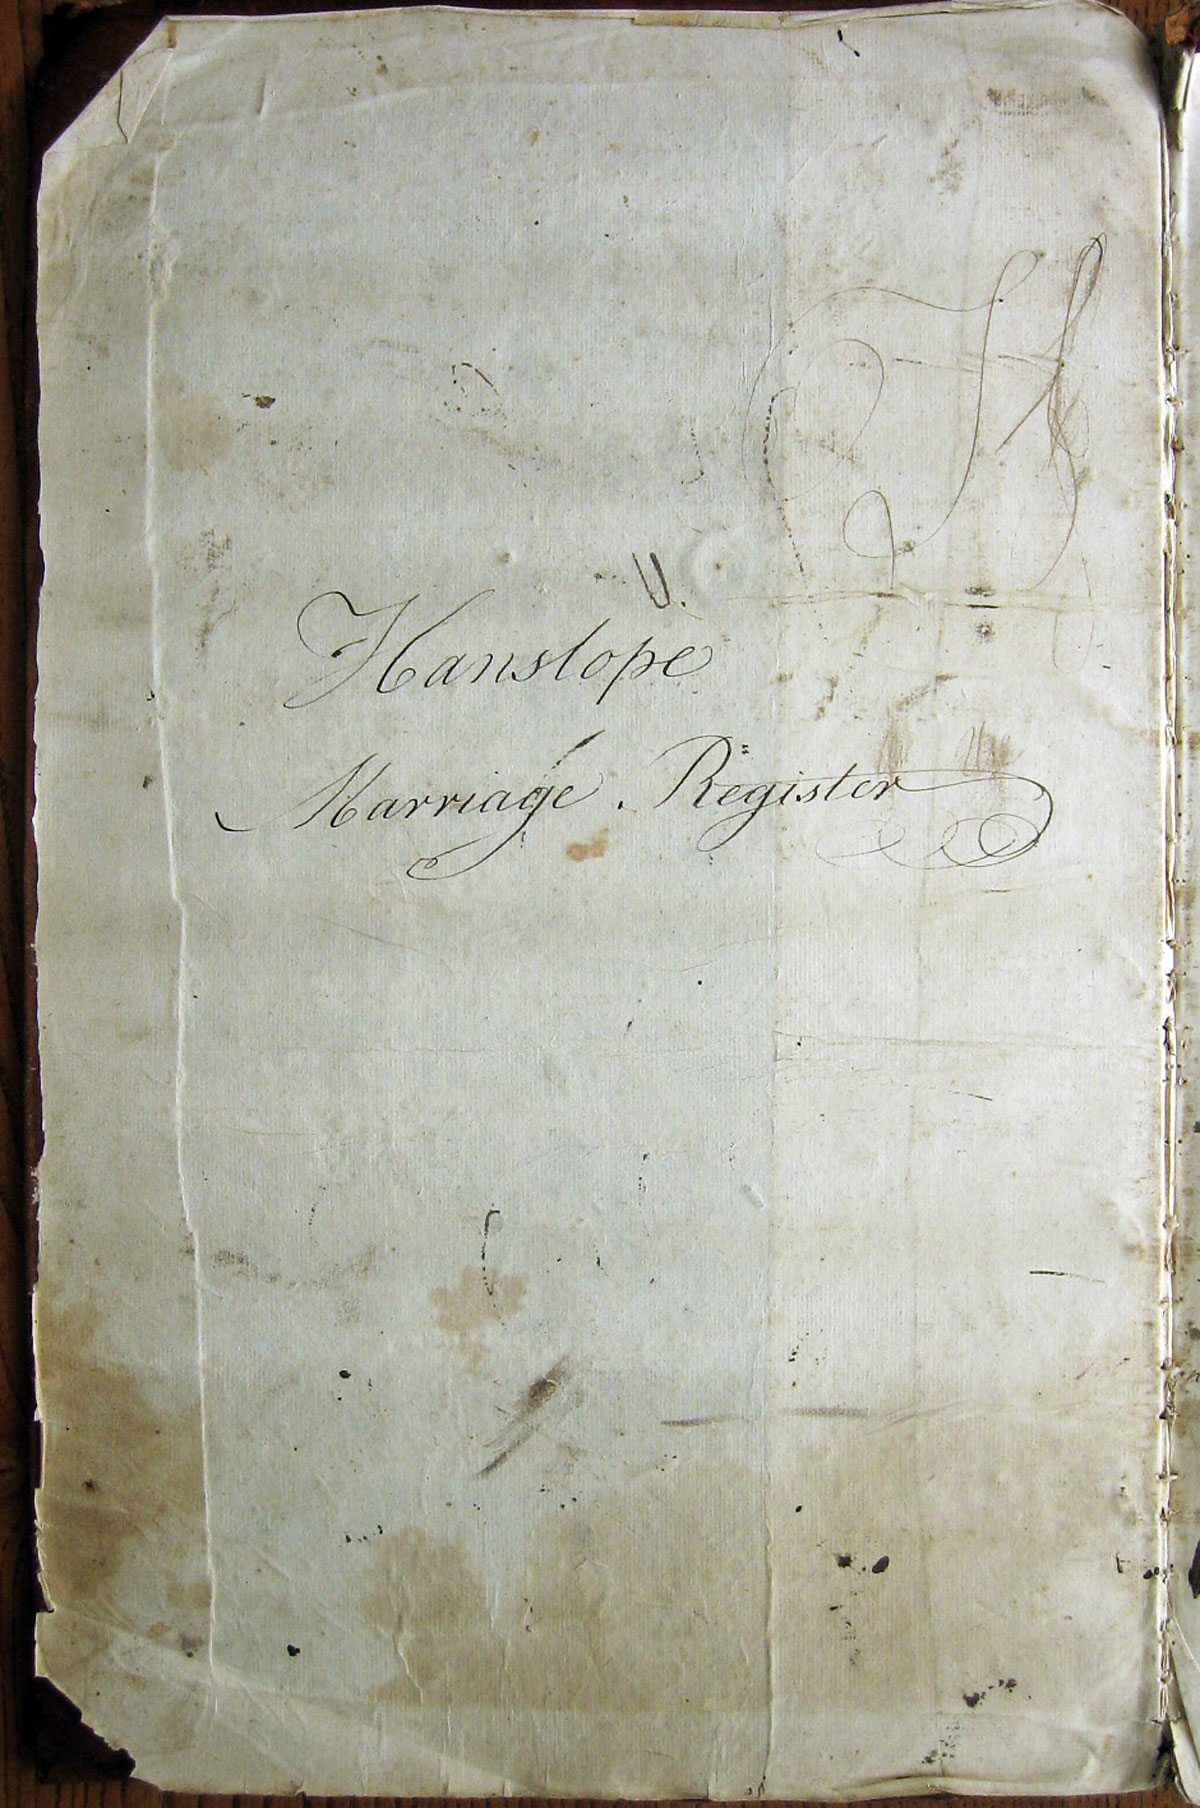 Hanslope
Marriage . Register